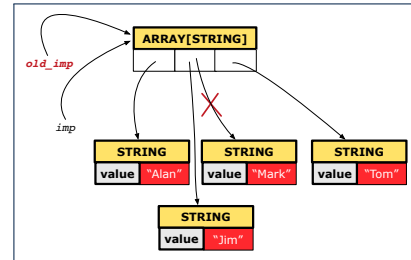 ARRAY[STRING]
old_imp
imp
STRING
value "Alan"
STRING
value "Mark"
STRING
value "Tom"
STRING
value "Jim"